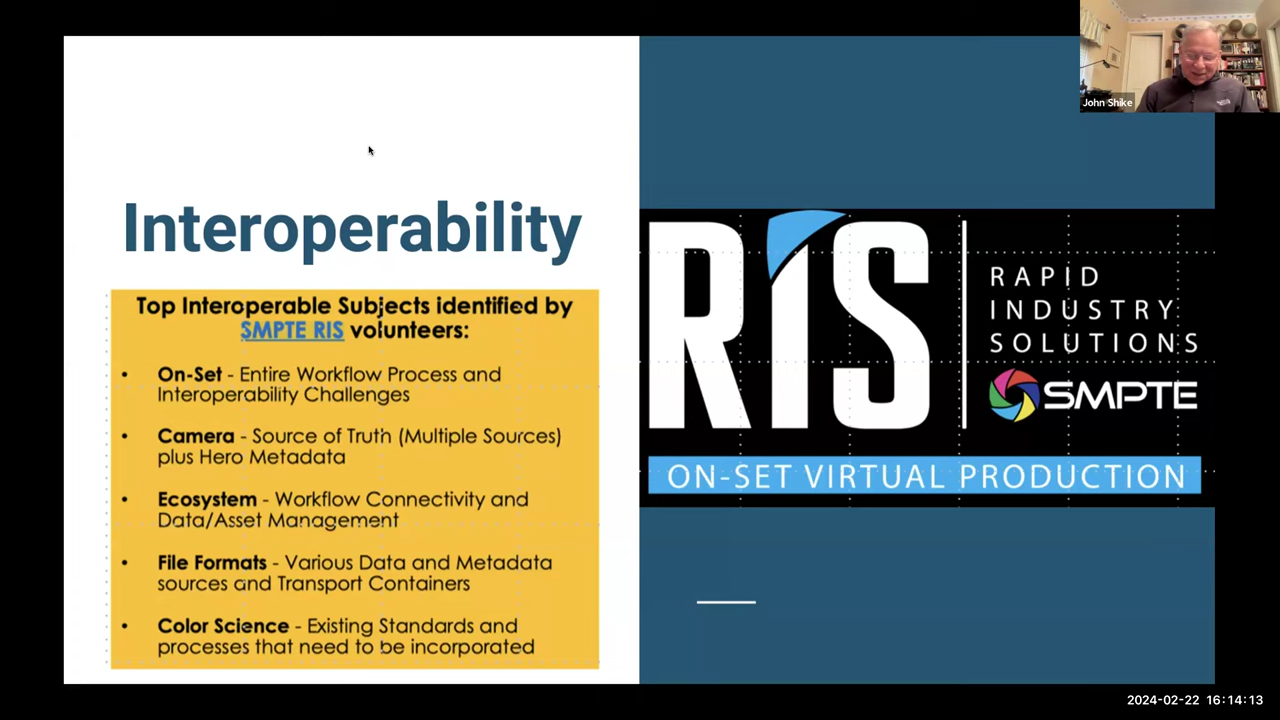 Interoperability
Top Interoperable Subjects identified by
SMPTE RIS volunteers:
• On-Set - Entire Workflow Process and
Interoperability Challenges
• Camera - Source of Truth (Multiple Sources)
plus Hero Metadata
• Ecosystem - Workflow Connectivity and
Data/Asset Management
• File Formats - Various Data and Metadata
sources and Transport Containers
• Color Science - Existing Standards and
processes that need to be incorporated
RIS
RAPID
INDUSTRY
SOLUTIONS
SMPTE
ON-SET VIRTUAL PRODUCTION
John Shike
2024-02-22 16:14:13